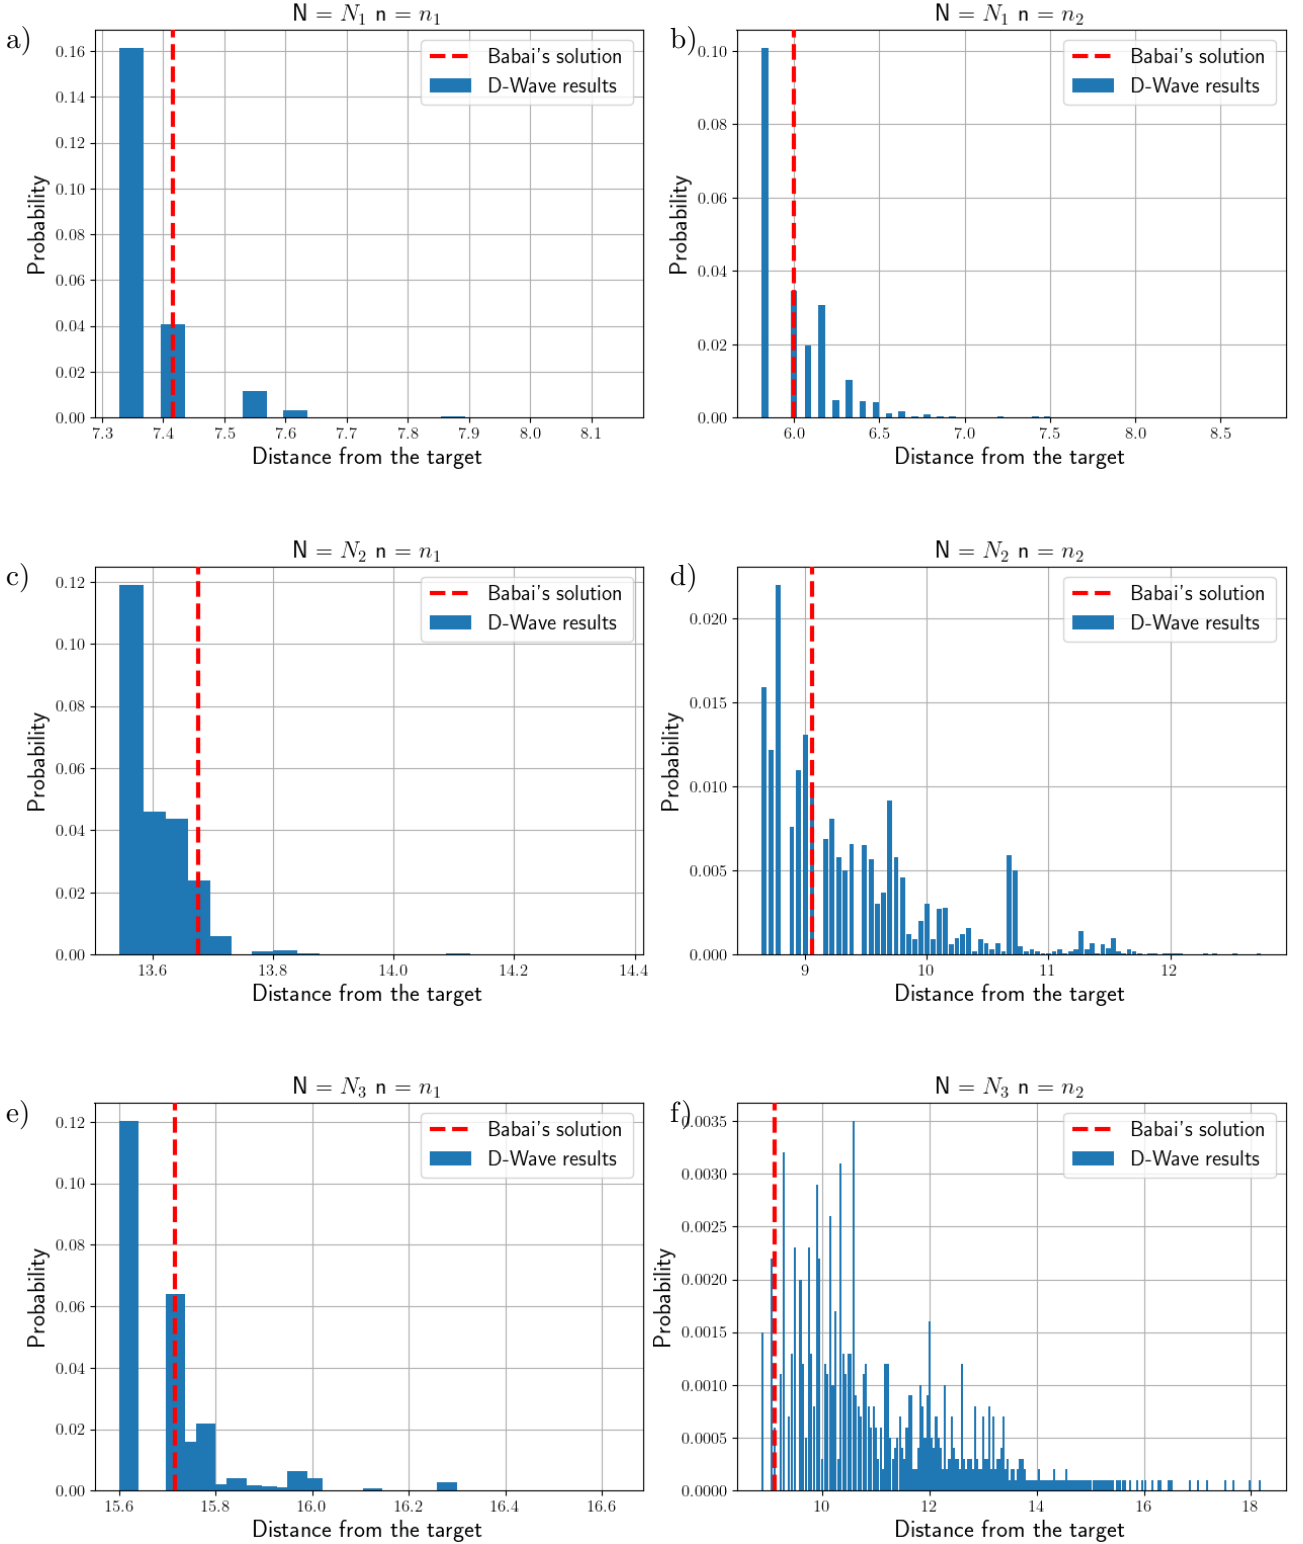 a)
N = N₁ n = n₁
Probability
0.16
0.14
0.12
0.10
0.08
0.06
0.04
0.02
0.00
Babai's solution
D-Wave results
7.3 7.4 7.5 7.6 7.7 7.8 7.9 8.0 8.1
Distance from the target
b)
N = N₁ n = n₂
Probability
0.10
0.08
0.06
0.04
0.02
0.00
Babai's solution
D-Wave results
6.0 6.5 7.0 7.5 8.0 8.5
Distance from the target
c)
N = N₂ n = n₁
Probability
0.12
0.10
0.08
0.06
0.04
0.02
0.00
Babai's solution
D-Wave results
13.6 13.8 14.0 14.2 14.4
Distance from the target
d)
N = N₂ n = n₂
Probability
0.020
0.015
0.010
0.005
0.000
Babai's solution
D-Wave results
9 10 11 12
Distance from the target
e)
N = N₃ n = n₁
Probability
0.12
0.10
0.08
0.06
0.04
0.02
0.00
Babai's solution
D-Wave results
15.6 15.8 16.0 16.2 16.4 16.6
Distance from the target
f)
N = N₃ n = n₂
Probability
0.0035
0.0030
0.0025
0.0020
0.0015
0.0010
0.0005
0.0000
Babai's solution
D-Wave results
10 12 14 16 18
Distance from the target